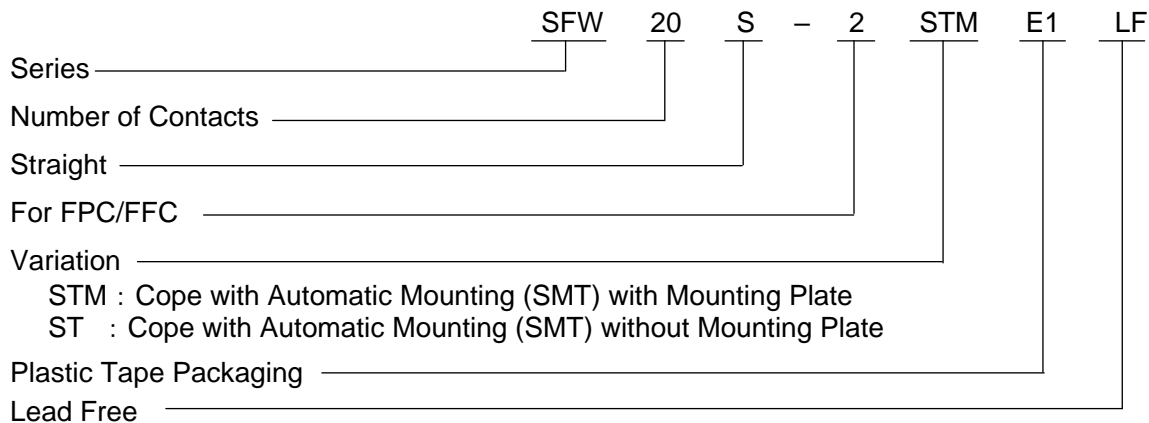 SFW 20 S – 2 STM E1 LF
Series
Number of Contacts
Straight
For FPC/FFC
Variation
STM : Cope with Automatic Mounting (SMT) with Mounting Plate
ST : Cope with Automatic Mounting (SMT) without Mounting Plate
Plastic Tape Packaging
Lead Free